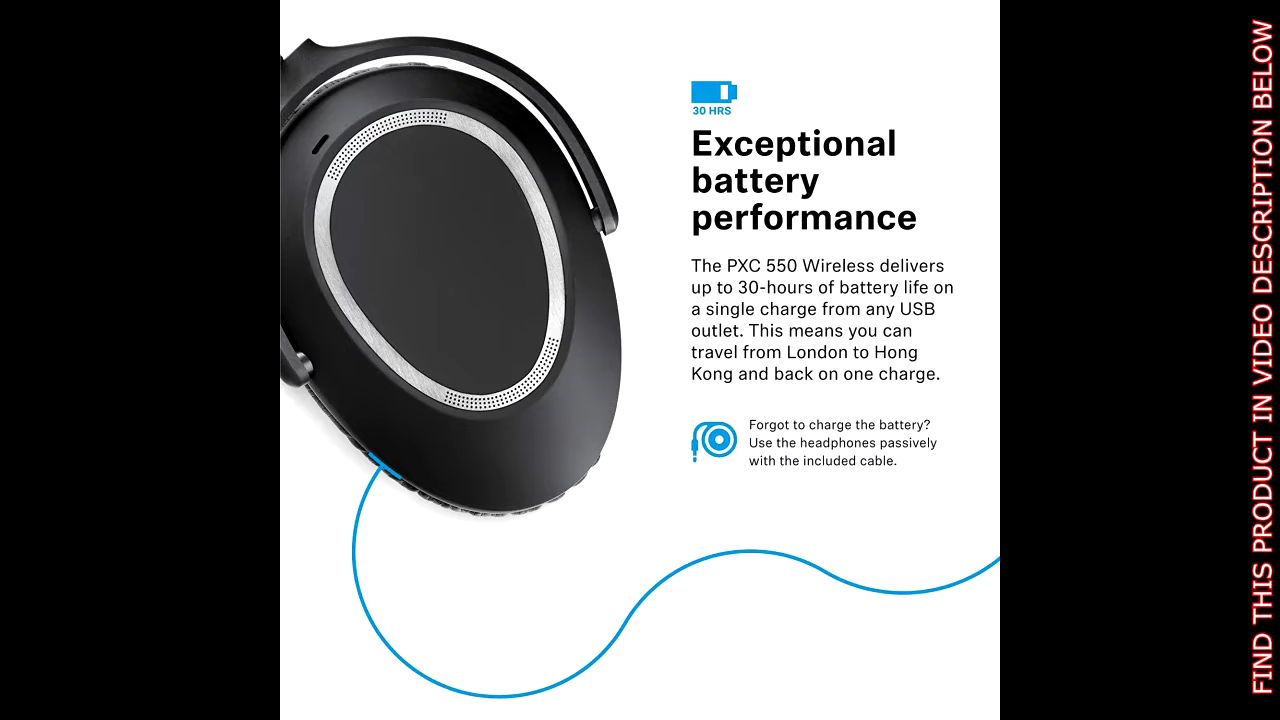 30 HRS
Exceptional
battery
performance
The PXC 550 Wireless delivers
up to 30-hours of battery life on
a single charge from any USB
outlet. This means you can
travel from London to Hong
Kong and back on one charge.
Forgot to charge the battery?
Use the headphones passively
with the included cable.
FIND THIS PRODUCT IN VIDEO DESCRIPTION BELOW